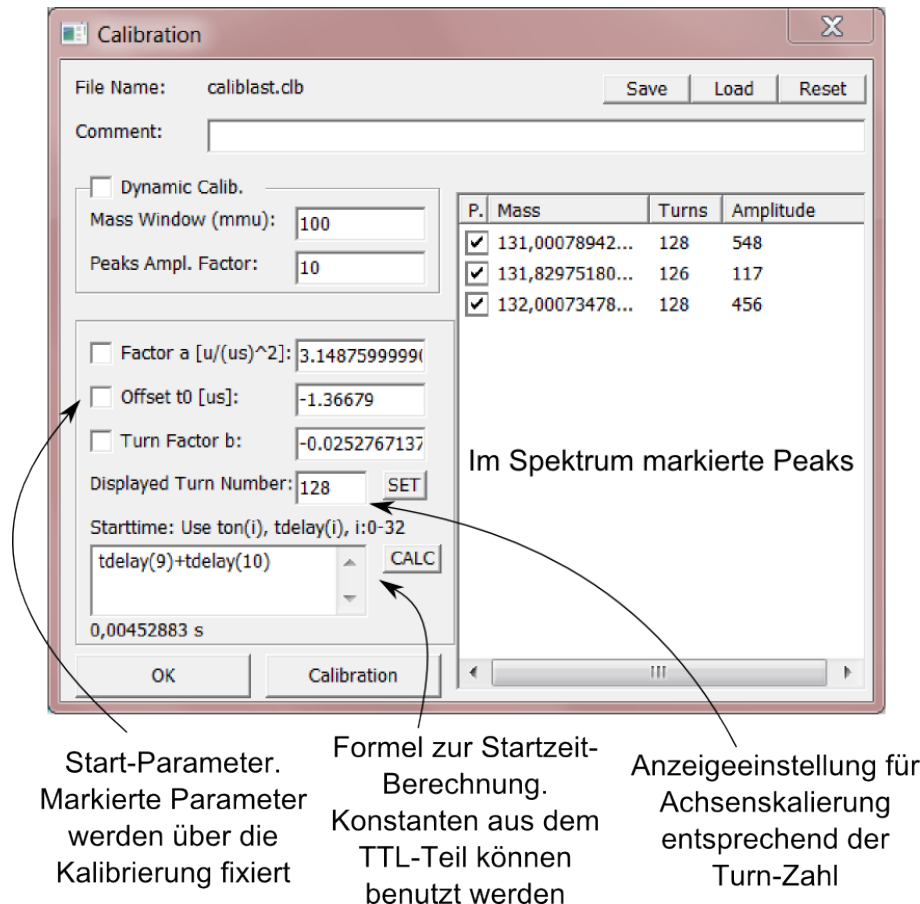 Calibration
File Name: caliblast.clb
Save Load Reset
Comment:
Dynamic Calib.
Mass Window (mmu): 100
Peaks Ampl. Factor: 10
P. Mass Turns Amplitude
131,00078942... 128 548
131,82975180... 126 117
132,00073478... 128 456
Factor a [u/(us)^2]: 3.1487599990
Offset t0 [us]: -1.36679
Turn Factor b: -0.0252767137
Displayed Turn Number: 128 SET
Starttime: Use ton(i), tdelay(i), i:0-32
tdelay(9)+tdelay(10) CALC
0,00452883 s
OK Calibration
Im Spektrum markierte Peaks
Start-Parameter.
Markierte Parameter
werden über die
Kalibrierung fixiert
Formel zur Startzeit-
Berechnung.
Konstanten aus dem
TTL-Teil können
benutzt werden
Anzeigeeinstellung für
Achsenskalierung
entsprechend der
Turn-Zahl